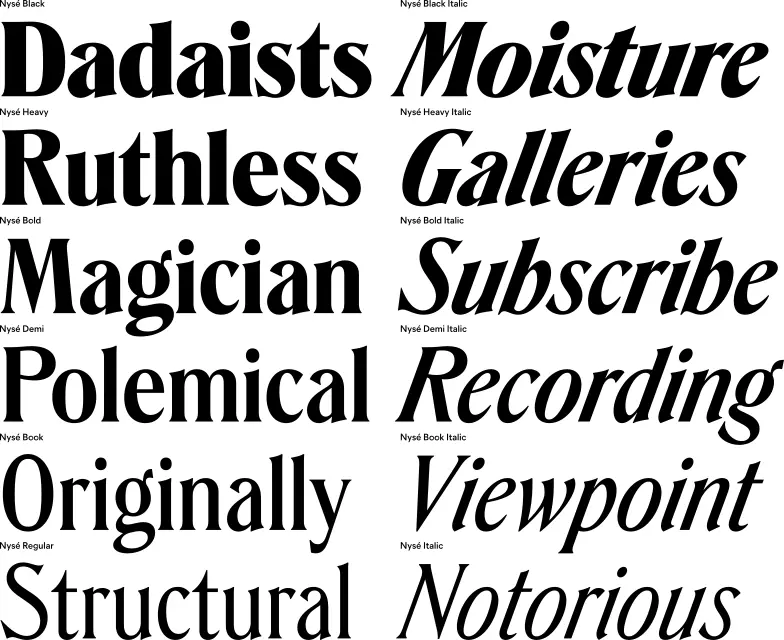 Nysé Black
Dadaists
Nysé Black Italic
Moisture
Nysé Heavy
Ruthless
Nysé Heavy Italic
Galleries
Nysé Bold
Magician
Nysé Bold Italic
Subscribe
Nysé Demi
Polemical
Nysé Demi Italic
Recording
Nysé Book
Originally
Nysé Book Italic
Viewpoint
Nysé Regular
Structural
Nysé Italic
Notorious